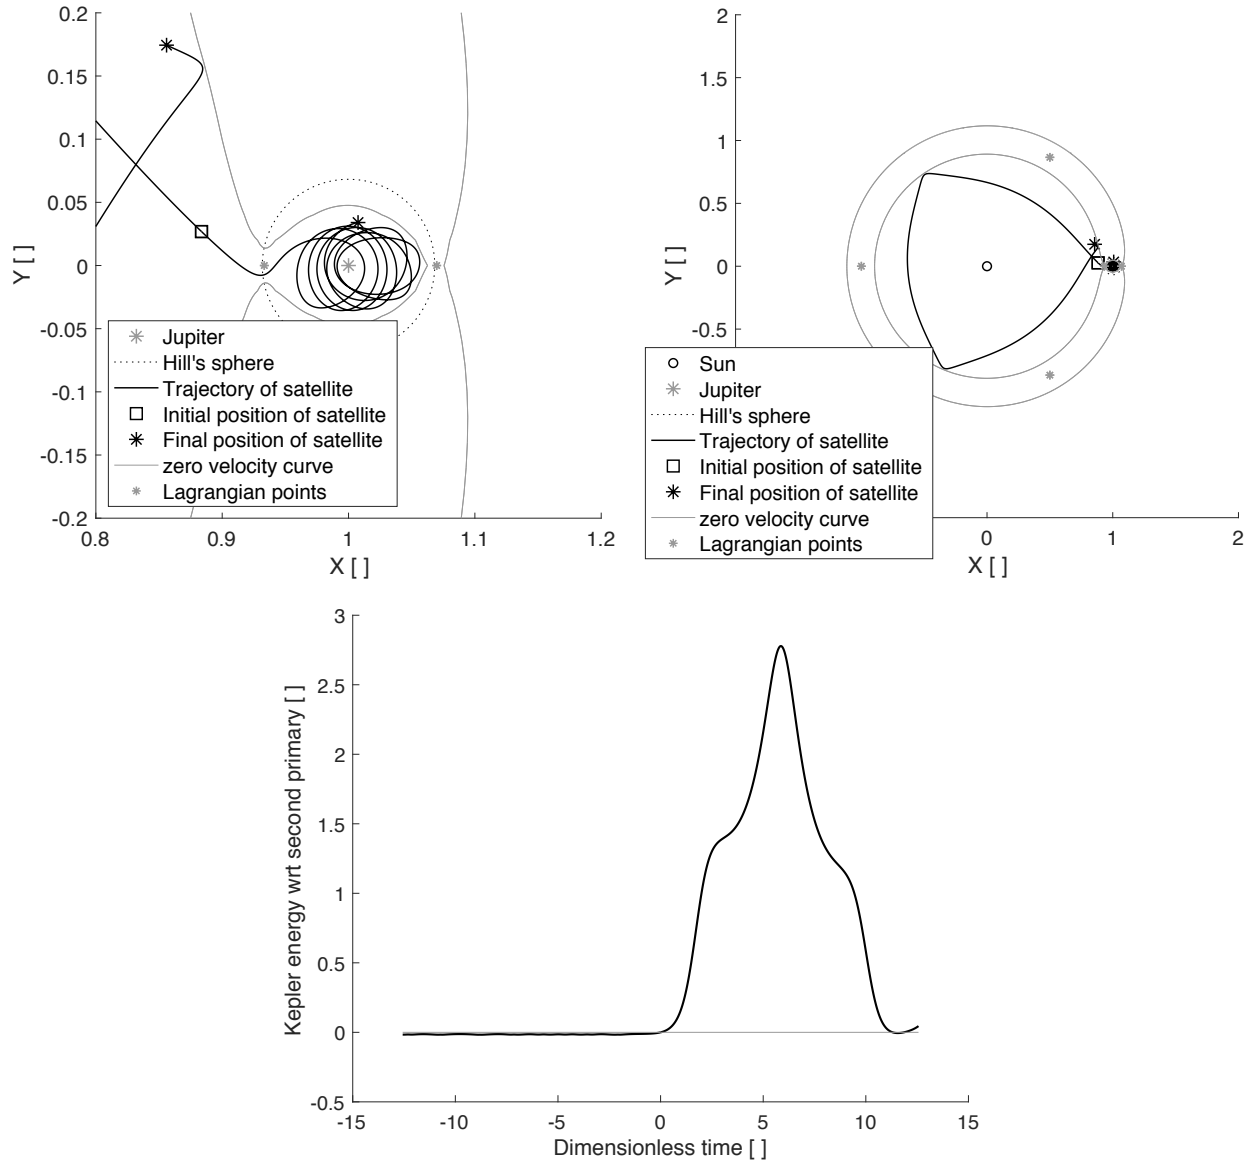 0.2
0.15
0.1
0.05
0
-0.05
-0.1
-0.15
-0.2
Y [ ]
0.8
0.9
1
1.1
1.2
X [ ]
Jupiter
Hill's sphere
Trajectory of satellite
Initial position of satellite
Final position of satellite
zero velocity curve
Lagrangian points
2
1.5
1
0.5
0
-0.5
Y [ ]
0
1
2
X [ ]
Sun
Jupiter
Hill's sphere
Trajectory of satellite
Initial position of satellite
Final position of satellite
zero velocity curve
Lagrangian points
3
2.5
2
1.5
1
0.5
0
-0.5
Kepler energy wrt second primary [ ]
-15
-10
-5
0
5
10
15
Dimensionless time [ ]